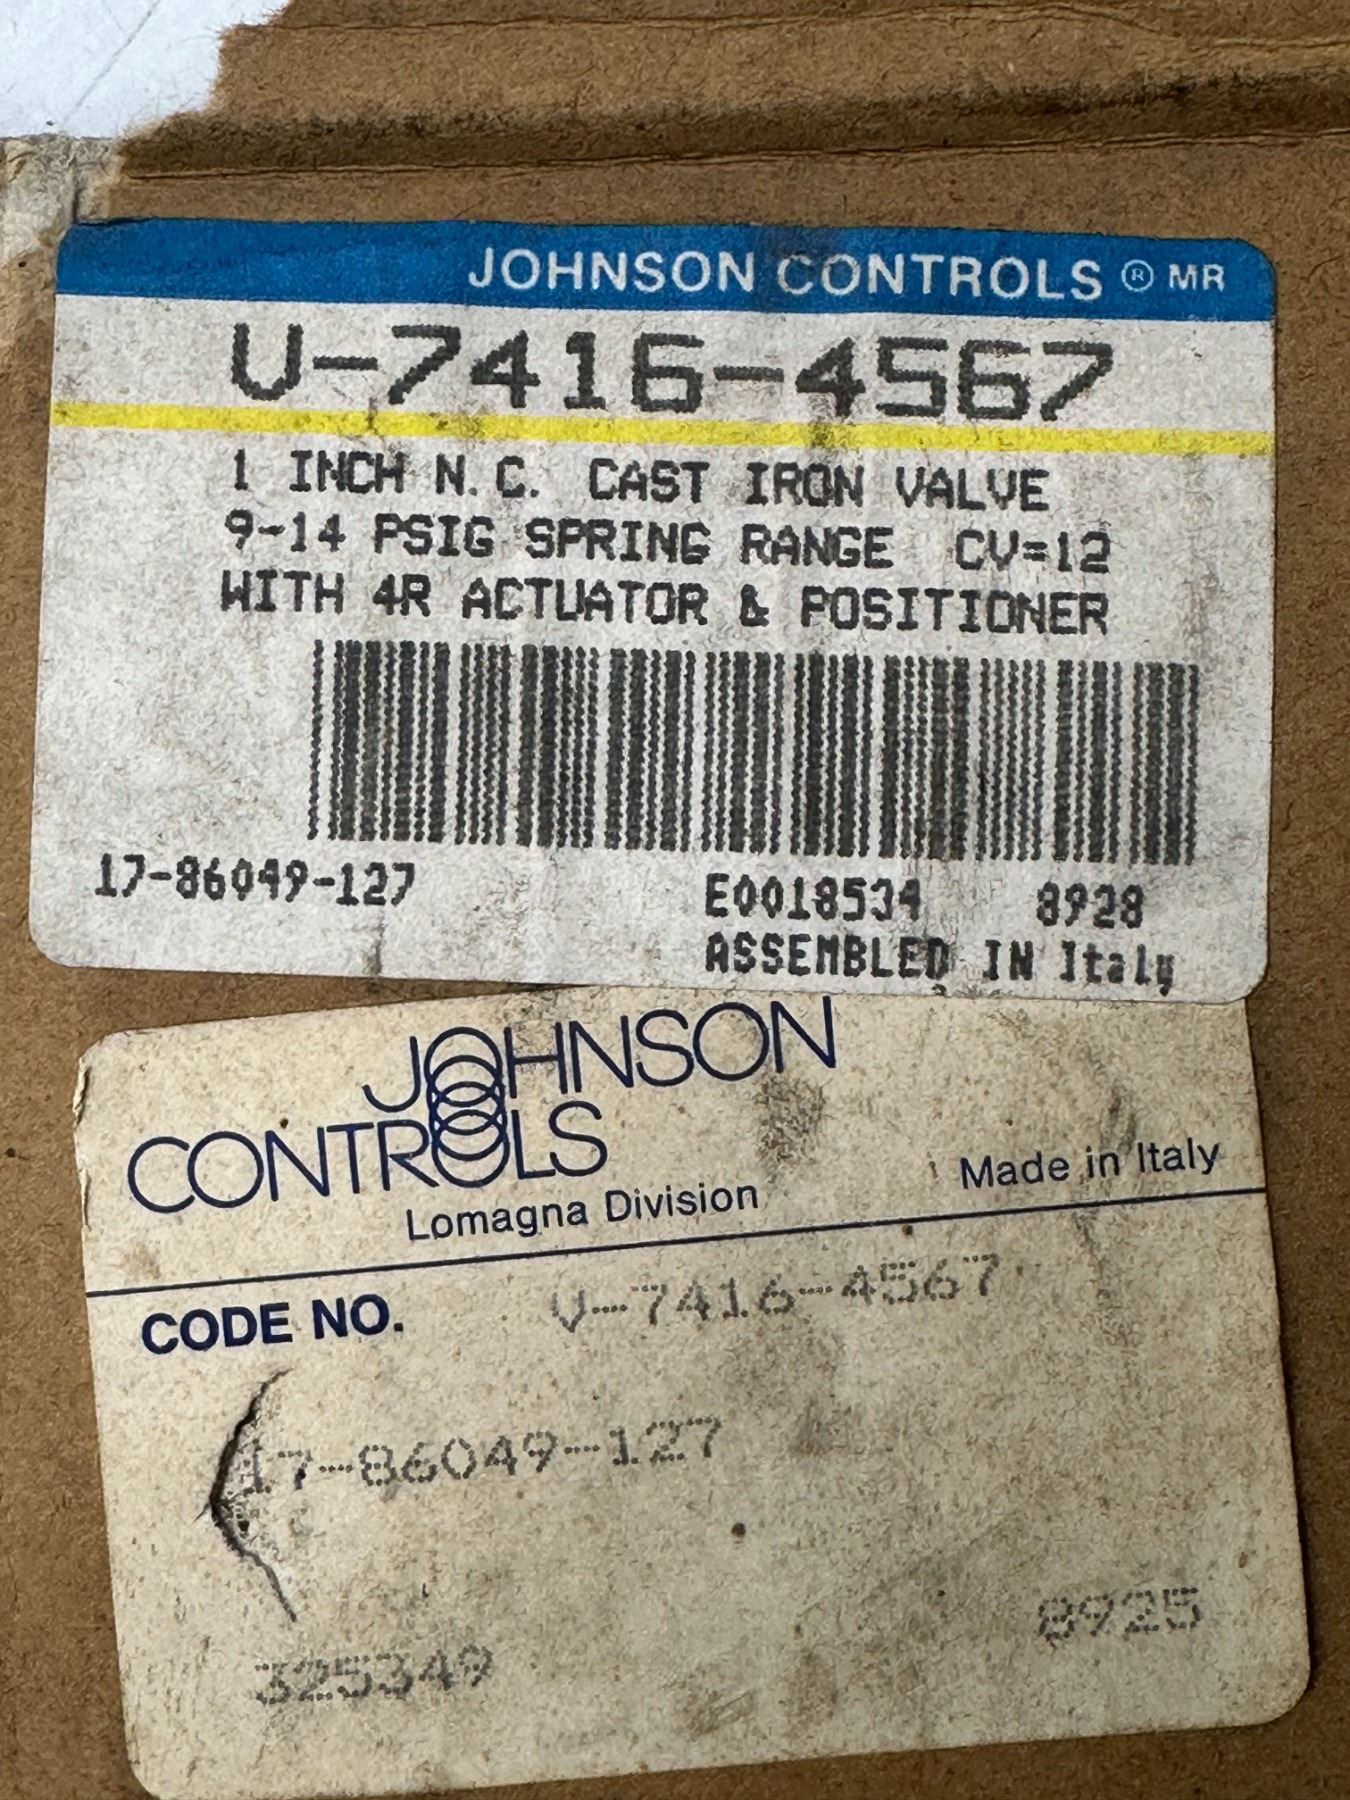 JOHNSON CONTROLS ® MR
V-7416-4567
1 INCH N.C. CAST IRON VALVE
9-14 PSIG SPRING RANGE CV=12
WITH 4R ACTUATOR & POSITIONER
17-86049-127
E0018534 8928
ASSEMBLED IN Italy
JOHNSON
CONTROLS
Lomagna Division
Made in Italy
CODE NO. V-7416-4567
17-86049-127
8925
325349